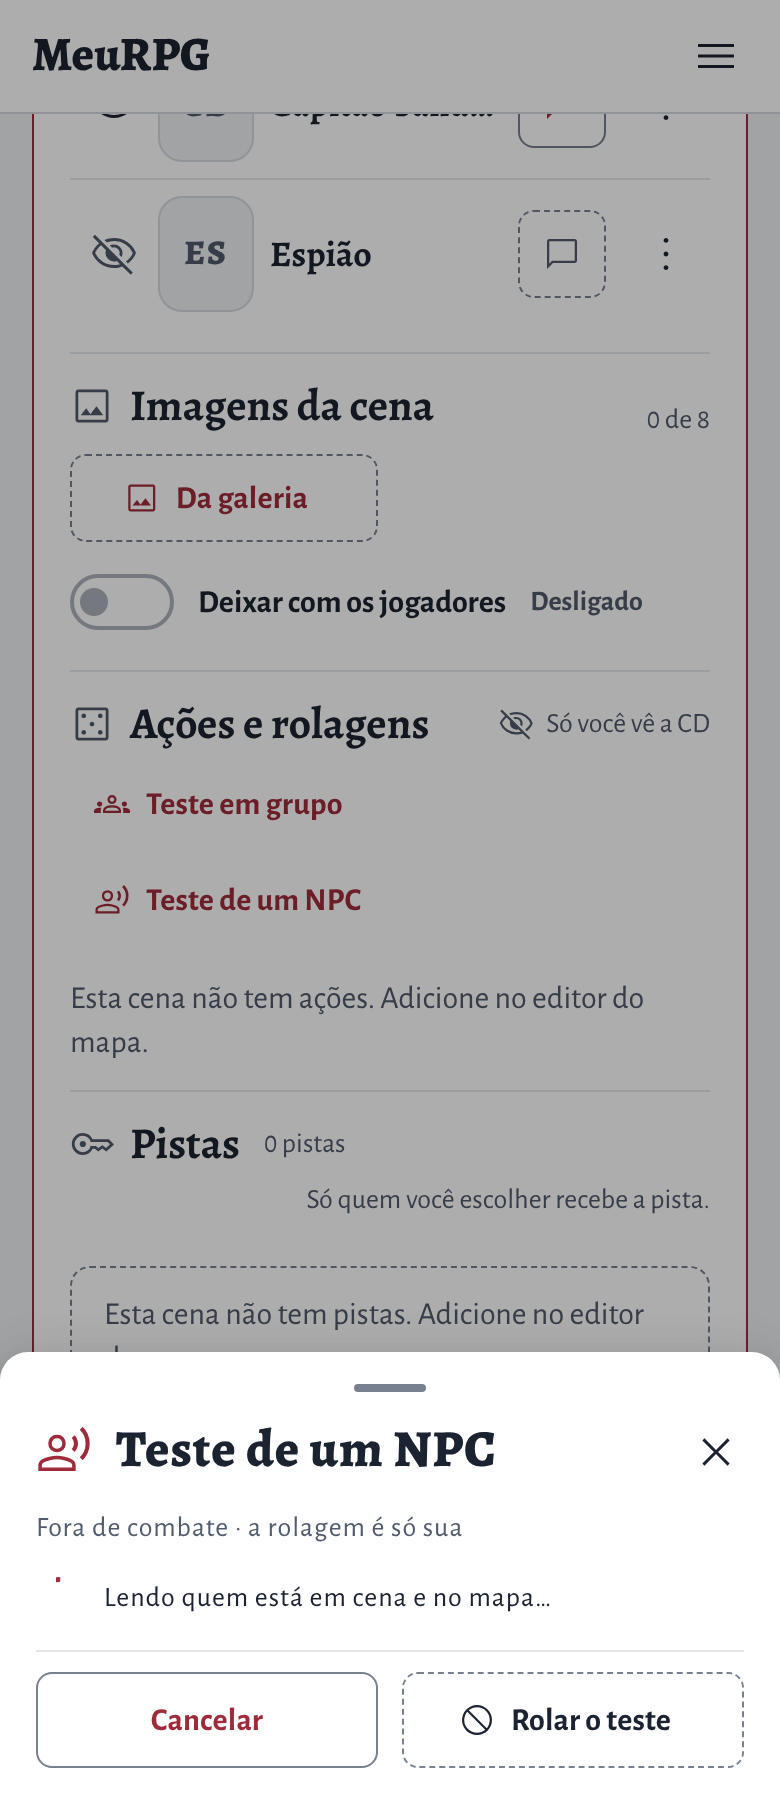 MeuRPG
ES
Espião
Imagens da cena
0 de 8
Da galeria
Deixar com os jogadores
Desligado
Ações e rolagens
Só você vê a CD
Teste em grupo
Teste de um NPC
Esta cena não tem ações. Adicione no editor do
mapa.
Pistas
0 pistas
Só quem você escolher recebe a pista.
Esta cena não tem pistas. Adicione no editor
Teste de um NPC
Fora de combate · a rolagem é só sua
Lendo quem está em cena e no mapa…
Cancelar
Rolar o teste